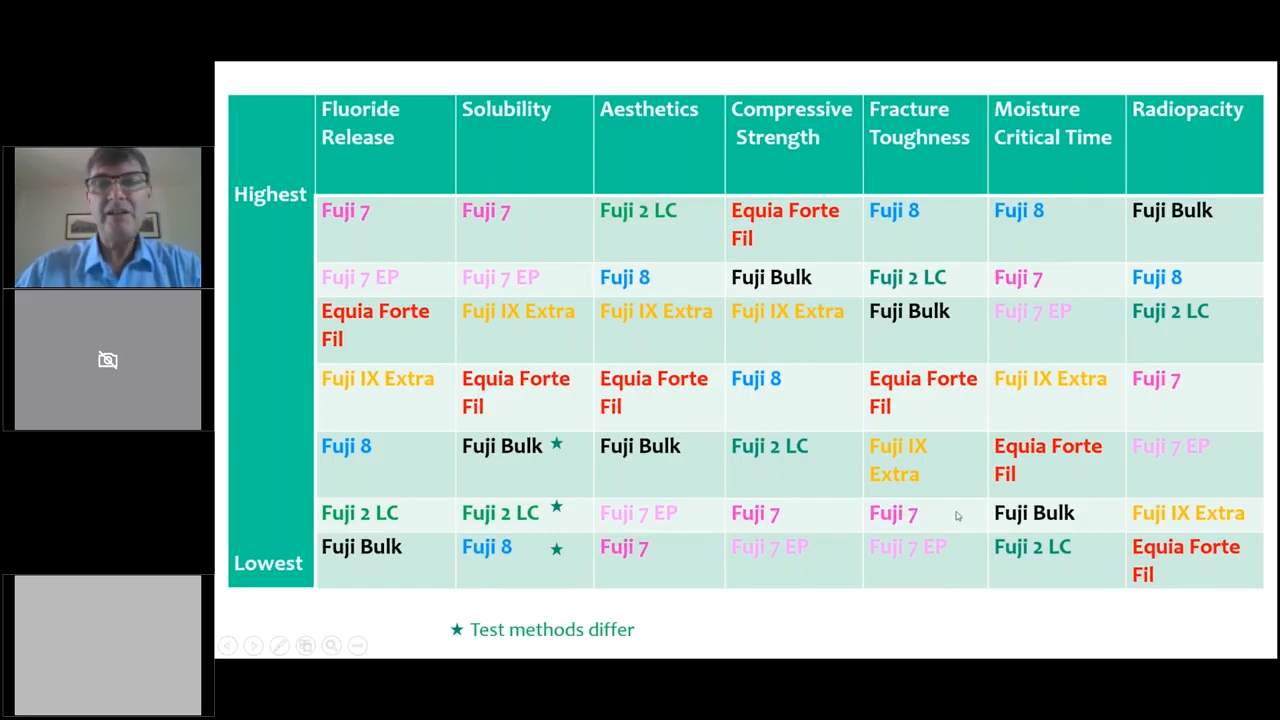 Fluoride Release Solubility Aesthetics Compressive Strength Fracture Toughness Moisture Critical Time Radiopacity
Highest
Fuji 7 Fuji 7 Fuji 2 LC Equia Forte Fil Fuji 8 Fuji 8 Fuji Bulk
Fuji 7 EP Fuji 7 EP Fuji 8 Fuji Bulk Fuji 2 LC Fuji 7 Fuji 8
Equia Forte Fil Fuji IX Extra Fuji IX Extra Fuji IX Extra Fuji Bulk Fuji 7 EP Fuji 2 LC
Fuji IX Extra Equia Forte Fil Equia Forte Fil Fuji 8 Equia Forte Fil Fuji IX Extra Fuji 7
Fuji 8 Fuji Bulk ★ Fuji Bulk Fuji 2 LC Fuji IX Extra Equia Forte Fil Fuji 7 EP
Fuji 2 LC Fuji 2 LC ★ Fuji 7 EP Fuji 7 Fuji 7 Fuji Bulk Fuji IX Extra
Lowest
Fuji Bulk Fuji 8 ★ Fuji 7 Fuji 7 EP Fuji 7 EP Fuji 2 LC Equia Forte Fil
★ Test methods differ